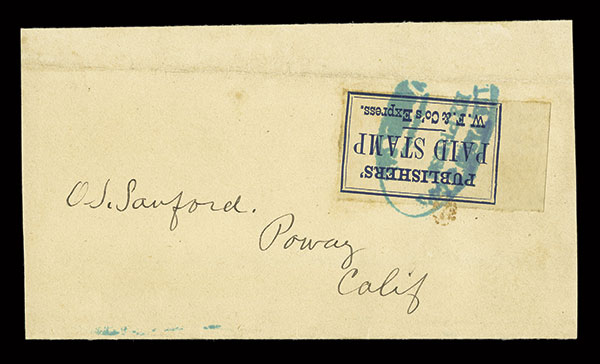 PUBLISHERS'
PAID STAMP
W. F. & Co's Express.
O.S. Sanford.
Poway
Calif